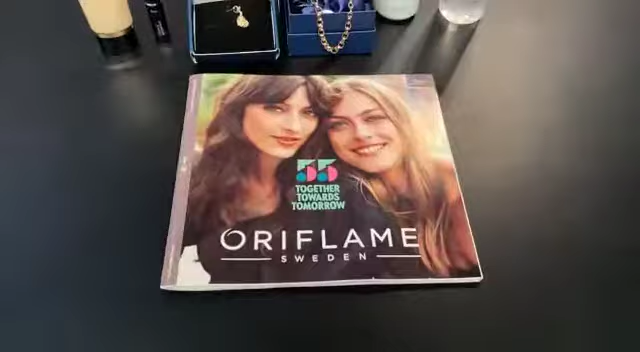 55
TOGETHER
TOWARDS
TOMORROW
ORIFLAME
SWEDEN